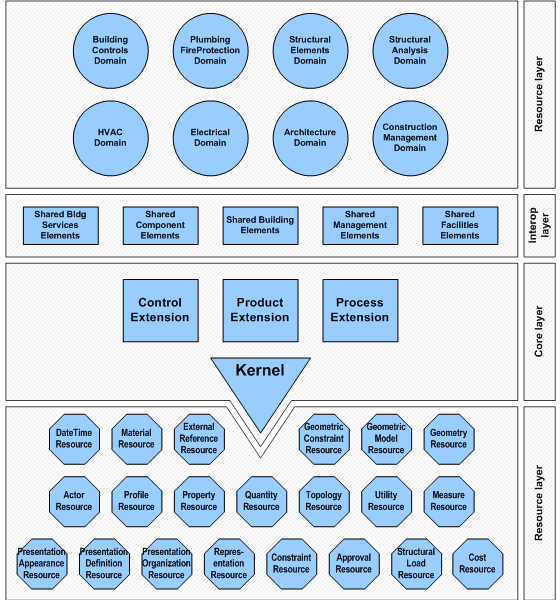 Building
Controls
Domain
Plumbing
FireProtection
Domain
Structural
Elements
Domain
Structural
Analysis
Domain
HVAC
Domain
Electrical
Domain
Architecture
Domain
Construction
Management
Domain
Resource layer
Shared Bldg
Services
Elements
Shared
Component
Elements
Shared Building
Elements
Shared
Management
Elements
Shared
Facilities
Elements
Interop
layer
Control
Extension
Product
Extension
Process
Extension
Kernel
Core layer
DateTime
Resource
Material
Resource
External
Reference
Resource
Geometric
Constraint
Resource
Geometric
Model
Resource
Geometry
Resource
Actor
Resource
Profile
Resource
Property
Resource
Quantity
Resource
Topology
Resource
Utility
Resource
Measure
Resource
Presentation
Appearance
Resource
Presentation
Definition
Resource
Presentation
Organization
Resource
Repres-
entation
Resource
Constraint
Resource
Approval
Resource
Structural
Load
Resource
Cost
Resource
Resource layer